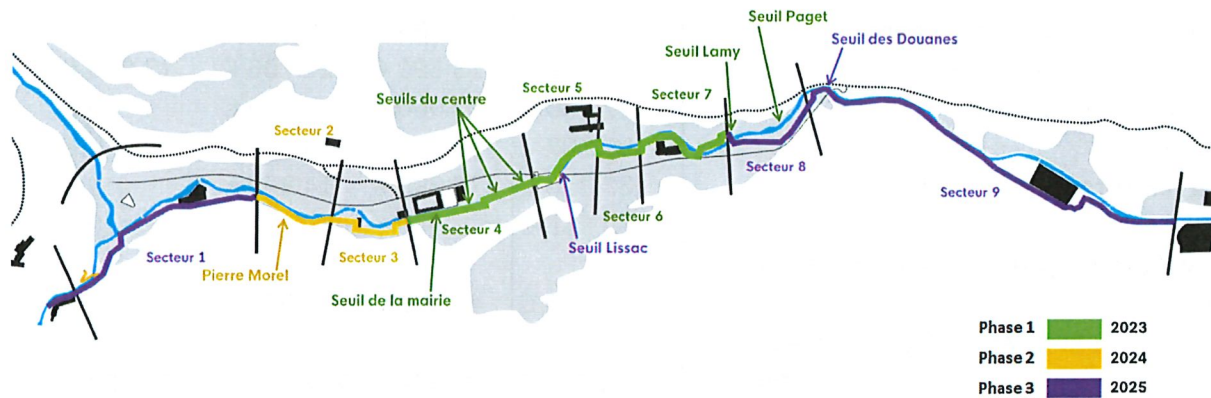 Seuil Paget
Seuil des Douanes
Seuil Lamy
Secteur 5
Secteur 7
Seuils du centre
Secteur 2
Secteur 8
Secteur 9
Secteur 6
Secteur 4
Seuil Lissac
Secteur 1
Secteur 3
Pierre Morel
Seuil de la mairie
Phase 1 2023
Phase 2 2024
Phase 3 2025